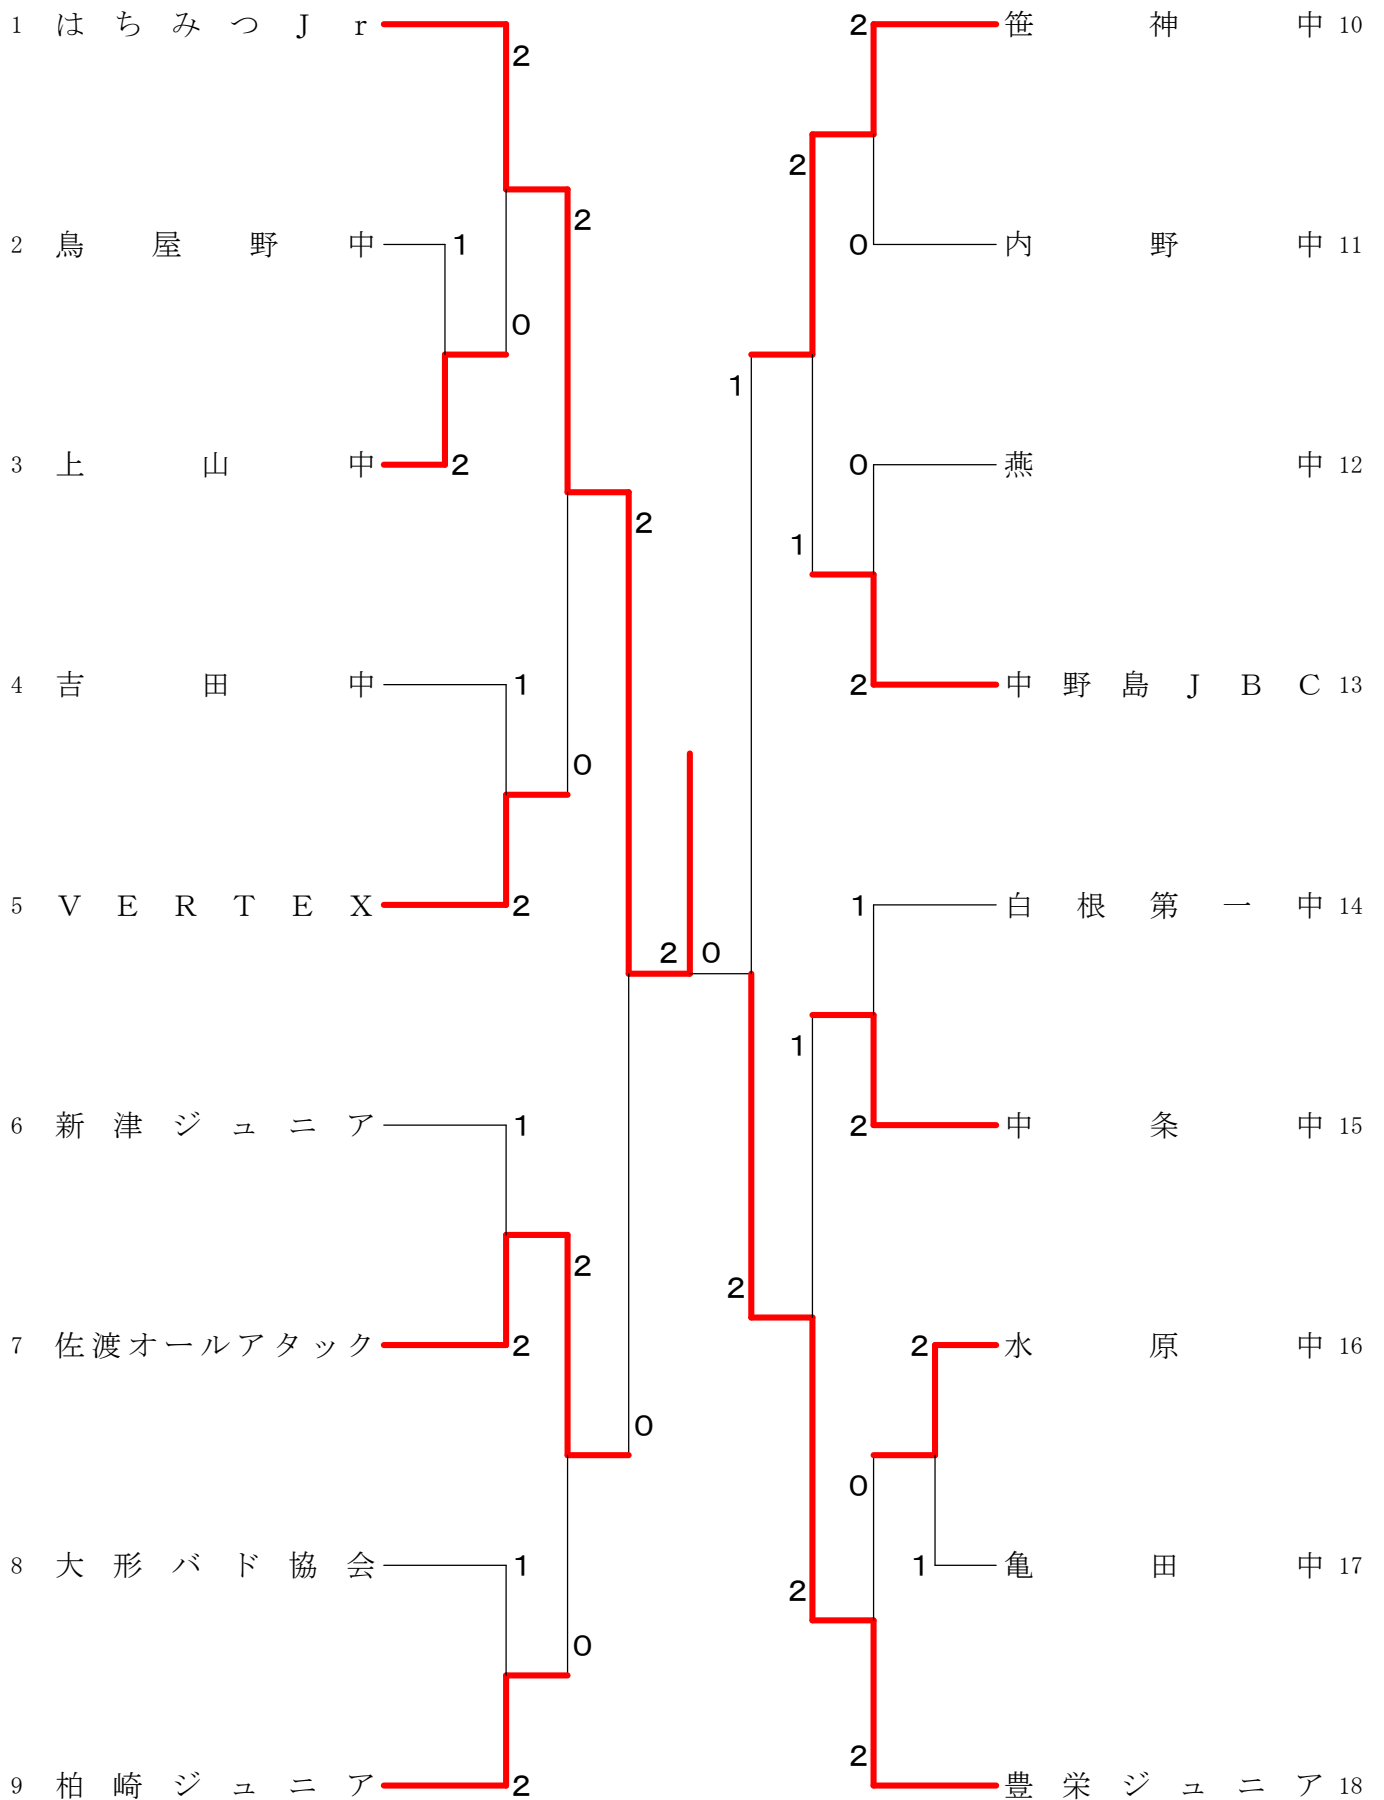 1 はちみつJr
2
2
2 鳥屋野中
1
0
3 上山中
2
2
4 吉田中
1
0
5 VERTEX
2
2
6 新津ジュニア
1
2
7 佐渡オールアタック
2
0
8 大形バド協会
1
0
9 柏崎ジュニア
2
2
笹神中 10
2
0
内野中 11
1
0
燕中 12
1
2
中野島JBC 13
0
1
白根第一中 14
1
2
中条中 15
2
2
水原中 16
0
1
亀田中 17
2
2
豊栄ジュニア 18